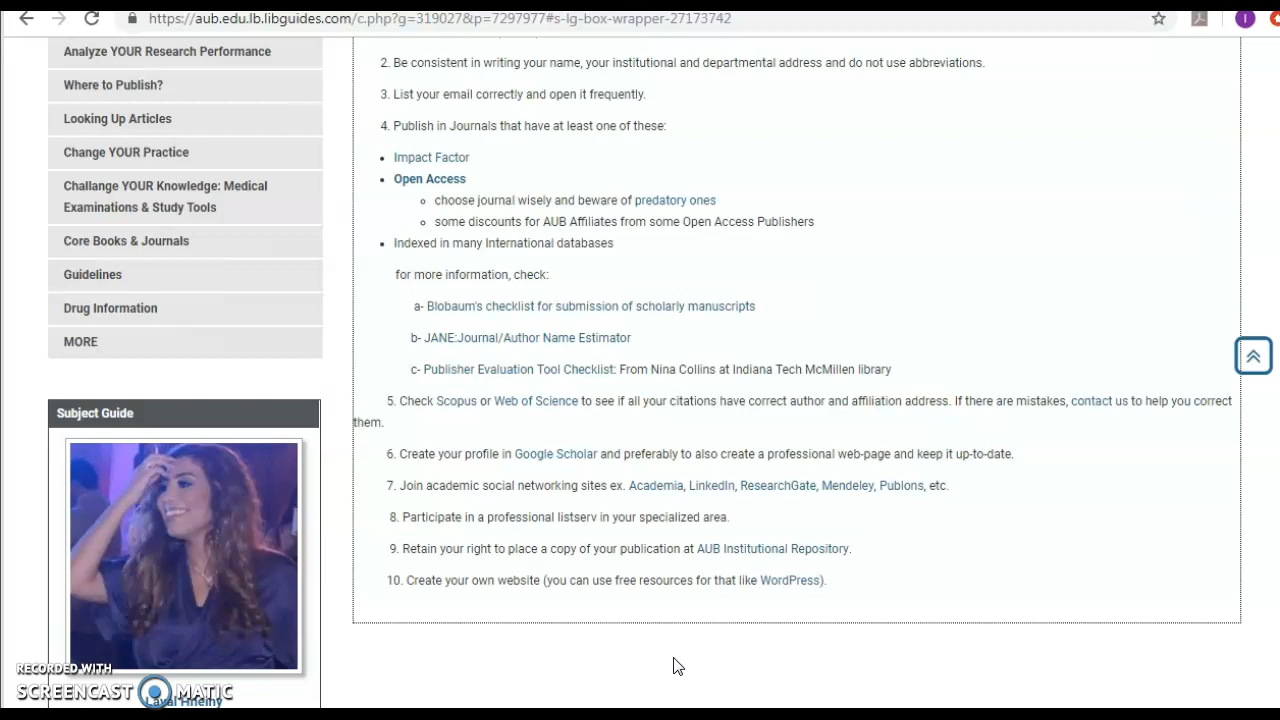 https://aub.edu.lb.libguides.com/c.php?g=319027&p=7297977#s-lg-box-wrapper-27173742
Analyze YOUR Research Performance
Where to Publish?
Looking Up Articles
Change YOUR Practice
Challange YOUR Knowledge: Medical
Examinations & Study Tools
Core Books & Journals
Guidelines
Drug Information
MORE
Subject Guide
2. Be consistent in writing your name, your institutional and departmental address and do not use abbreviations.
3. List your email correctly and open it frequently.
4. Publish in Journals that have at least one of these:
Impact Factor
Open Access
choose journal wisely and beware of predatory ones
some discounts for AUB Affiliates from some Open Access Publishers
Indexed in many International databases
for more information, check:
a- Blobaum's checklist for submission of scholarly manuscripts
b- JANE:Journal/Author Name Estimator
c- Publisher Evaluation Tool Checklist: From Nina Collins at Indiana Tech McMillen library
5. Check Scopus or Web of Science to see if all your citations have correct author and affiliation address. If there are mistakes, contact us to help you correct
them.
6. Create your profile in Google Scholar and preferably to also create a professional web-page and keep it up-to-date.
7. Join academic social networking sites ex. Academia, LinkedIn, ResearchGate, Mendeley, Publons, etc.
8. Participate in a professional listserv in your specialized area.
9. Retain your right to place a copy of your publication at AUB Institutional Repository.
10. Create your own website (you can use free resources for that like WordPress).
RECORDED WITH
SCREENCAST MATIC